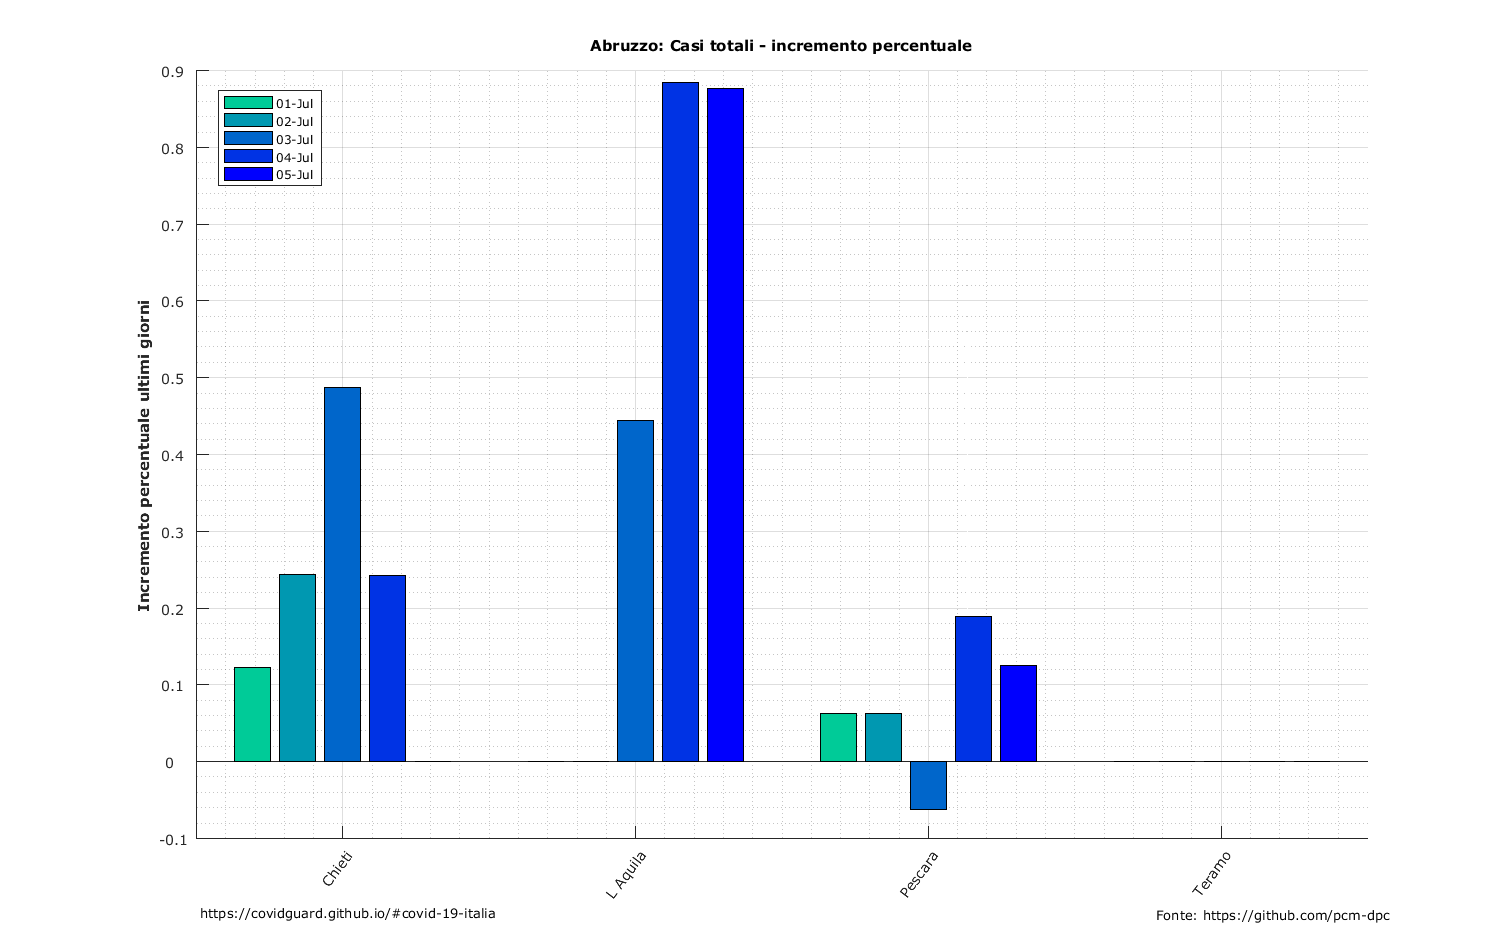 Abruzzo: Casi totali - incremento percentuale
0.9
0.8
0.7
0.6
0.5
0.4
0.3
0.2
0.1
0
-0.1
Incremento percentuale ultimi giorni
01-Jul
02-Jul
03-Jul
04-Jul
05-Jul
Chieti
L Aquila
Pescara
Teramo
https://covidguard.github.io/#covid-19-italia
Fonte: https://github.com/pcm-dpc